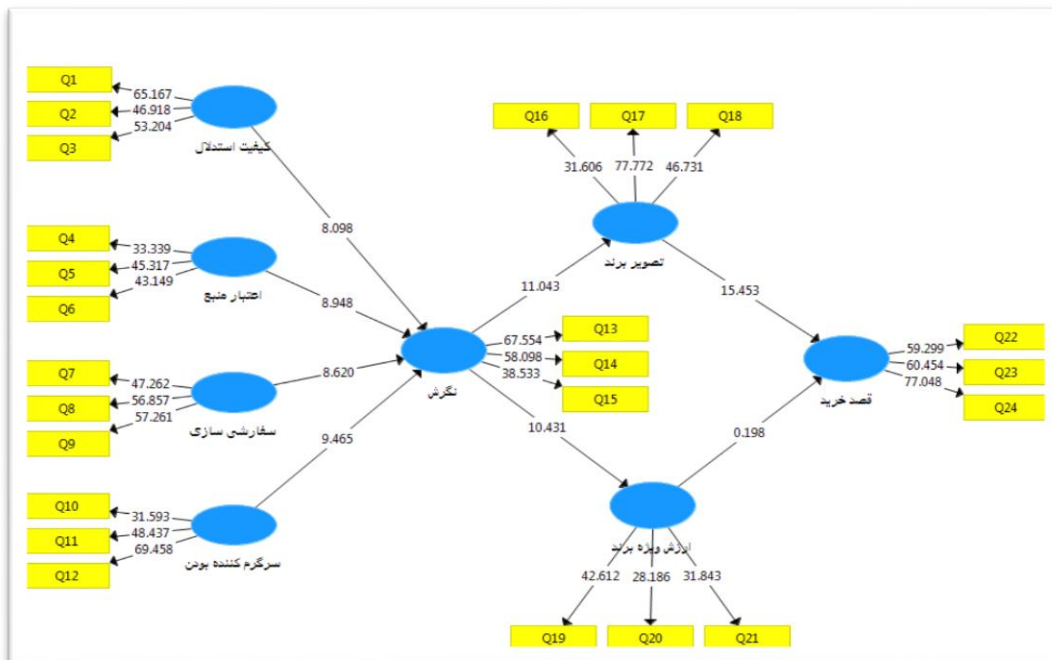 Q1
65.167
Q2
46.918
Q3
53.204
کیفیت استدلال
8.098
Q4
33.339
Q5
45.317
Q6
43.149
اعتبار منبع
8.948
Q7
47.262
Q8
56.857
Q9
57.261
سفارشی سازی
8.620
Q10
31.593
Q11
48.437
Q12
69.458
سرگرم کننده بودن
9.465
نگرش
67.554
Q13
58.098
Q14
38.533
Q15
11.043
10.431
Q16
Q17
Q18
31.606
77.772
46.731
تصویر برند
15.453
ارزش ویژه برند
0.198
42.612
28.186
31.843
Q19
Q20
Q21
قصد خرید
59.299
Q22
60.454
Q23
77.048
Q24